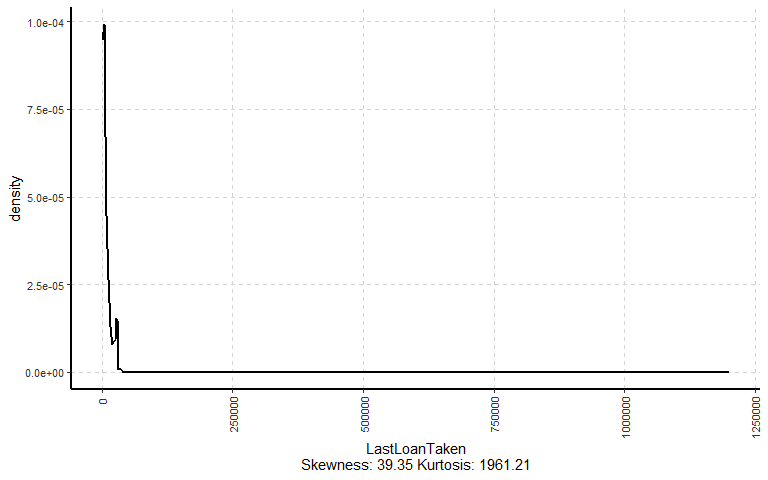 1.0e-04
7.5e-05
5.0e-05
2.5e-05
0.0e+00
density
0
250000
500000
750000
1000000
1250000
LastLoanTaken
Skewness: 39.35 Kurtosis: 1961.21